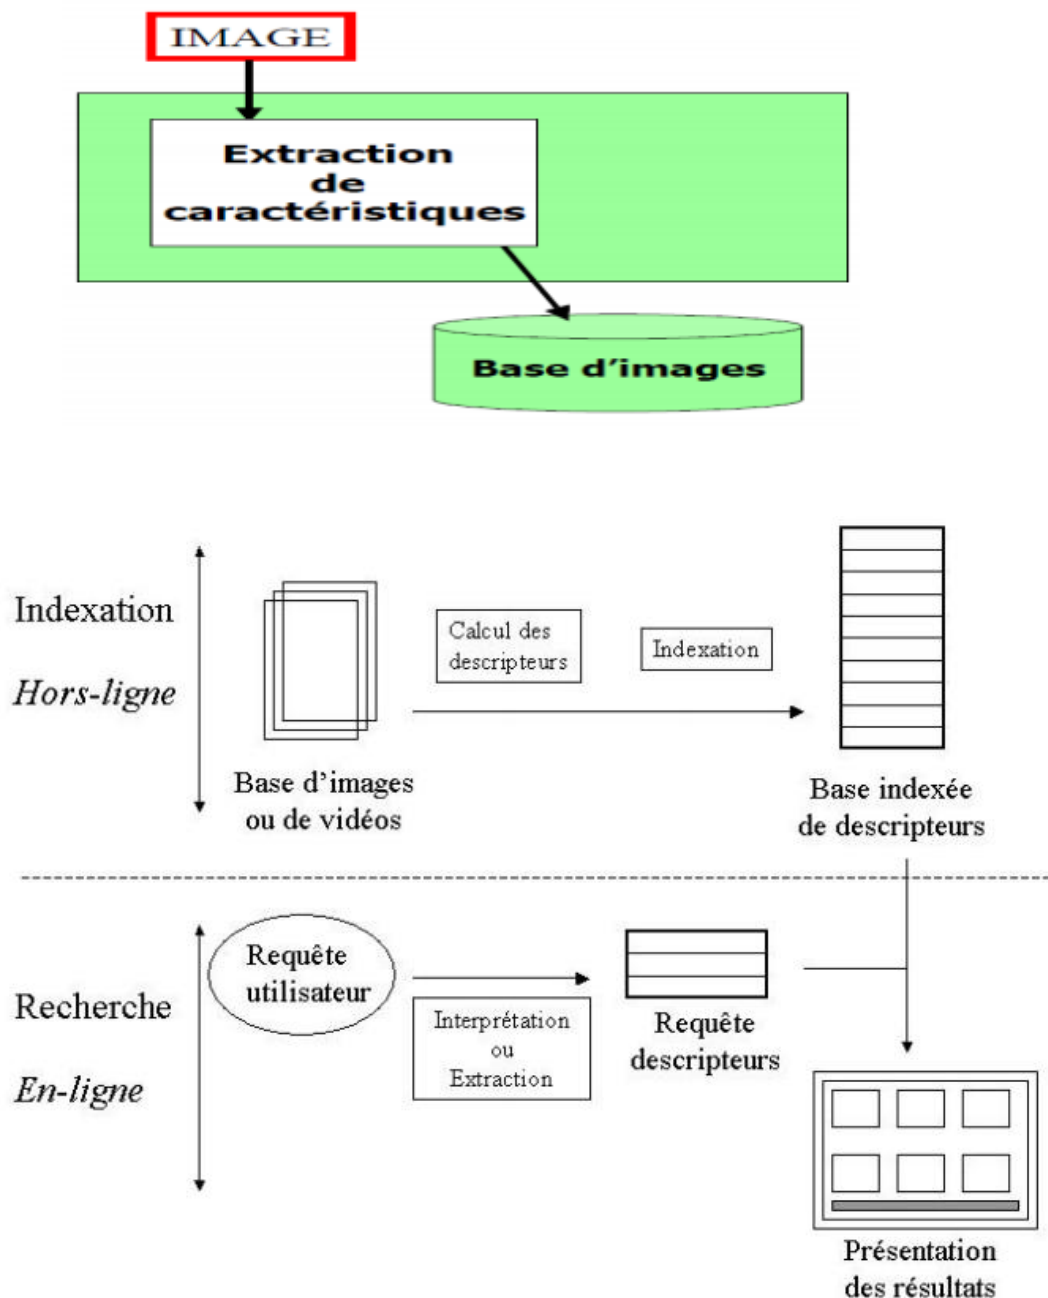 IMAGE
Extraction
de
caractéristiques
Base d'images
Indexation
Hors-ligne
Calcul des
descripteurs
Indexation
Base d'images
ou de vidéos
Base indexée
de descripteurs
Recherche
En-ligne
Requête
utilisateur
Interprétation
ou
Extraction
Requête
descripteurs
Présentation
des résultats